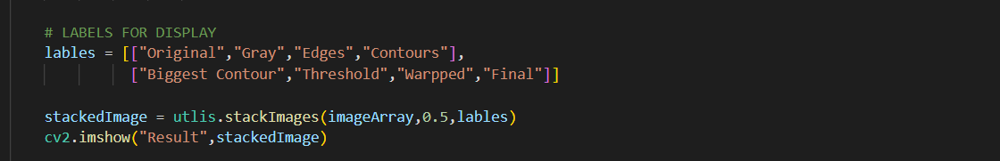 # LABELS FOR DISPLAY
lables = [["Original","Gray","Edges","Contours"],
["Biggest Contour","Threshold","Warpped","Final"]]
stackedImage = utlis.stackImages(imageArray,0.5,lables)
cv2.imshow("Result",stackedImage)